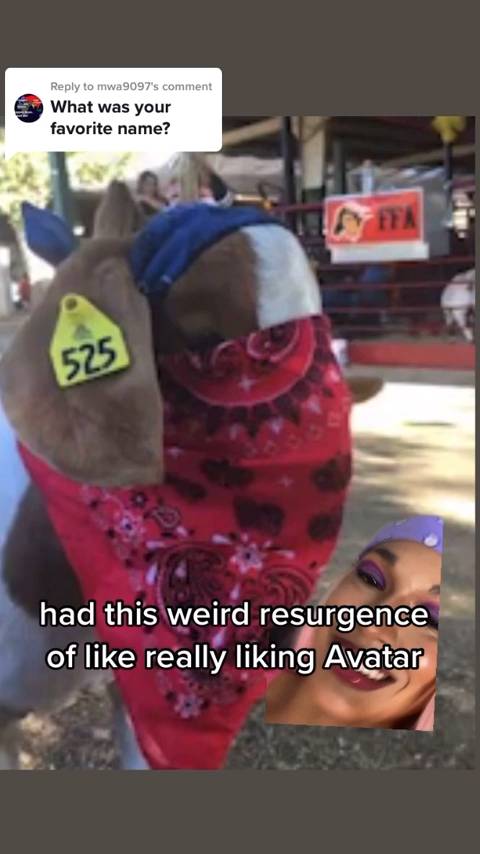 Reply to mwa9097's comment
What was your
favorite name?
FFA
525
had this weird resurgence
of like really liking Avatar